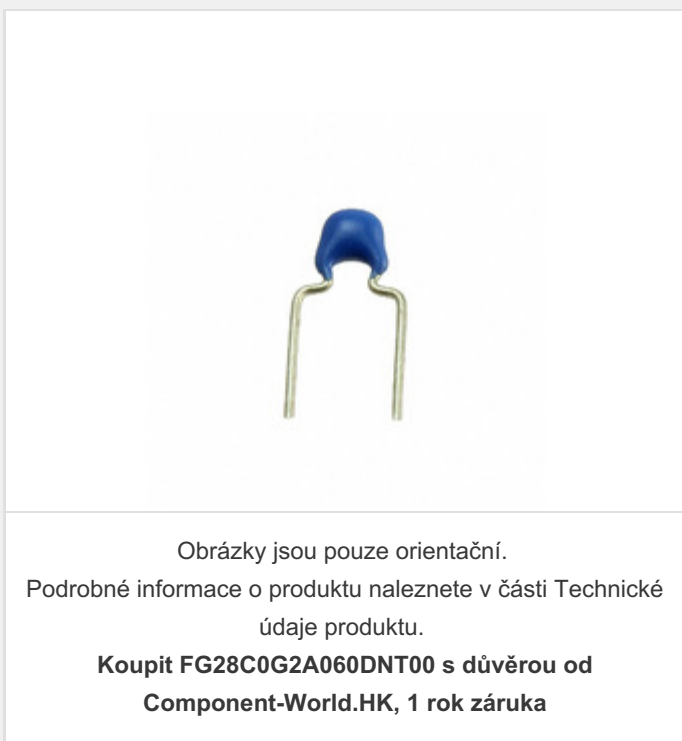 Obrázky jsou pouze orientační.
Podrobné informace o produktu naleznete v části Technické
údaje produktu.
Koupit FG28C0G2A060DNT00 s důvěrou od
Component-World.HK, 1 rok záruka